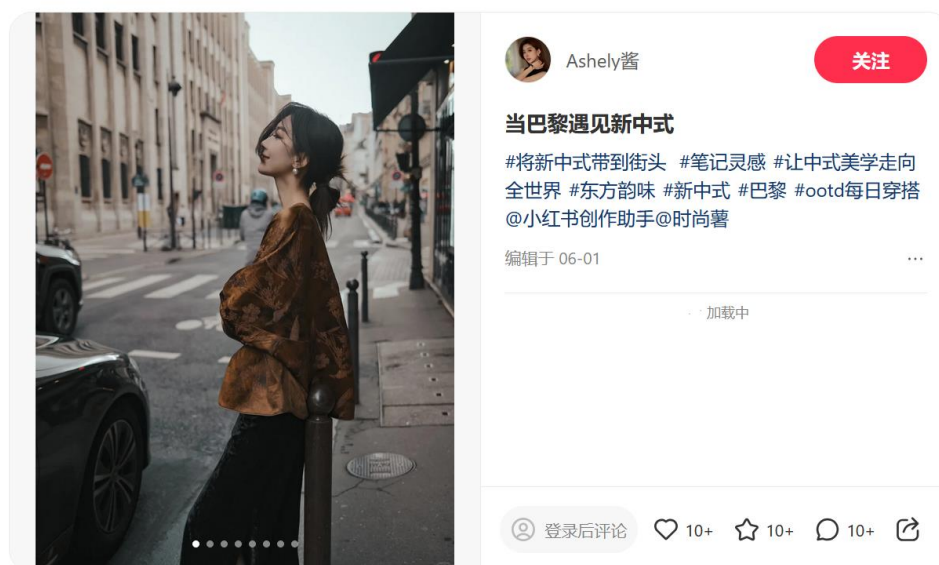 Ashely酱
关注
当巴黎遇见新中式
#将新中式带到街头 #笔记灵感 #让中式美学走向
全世界 #东方韵味 #新中式 #巴黎 #ootd每日穿搭
@小红书创作助手@时尚薯
编辑于 06-01
加载中
登录后评论
10+
10+
10+